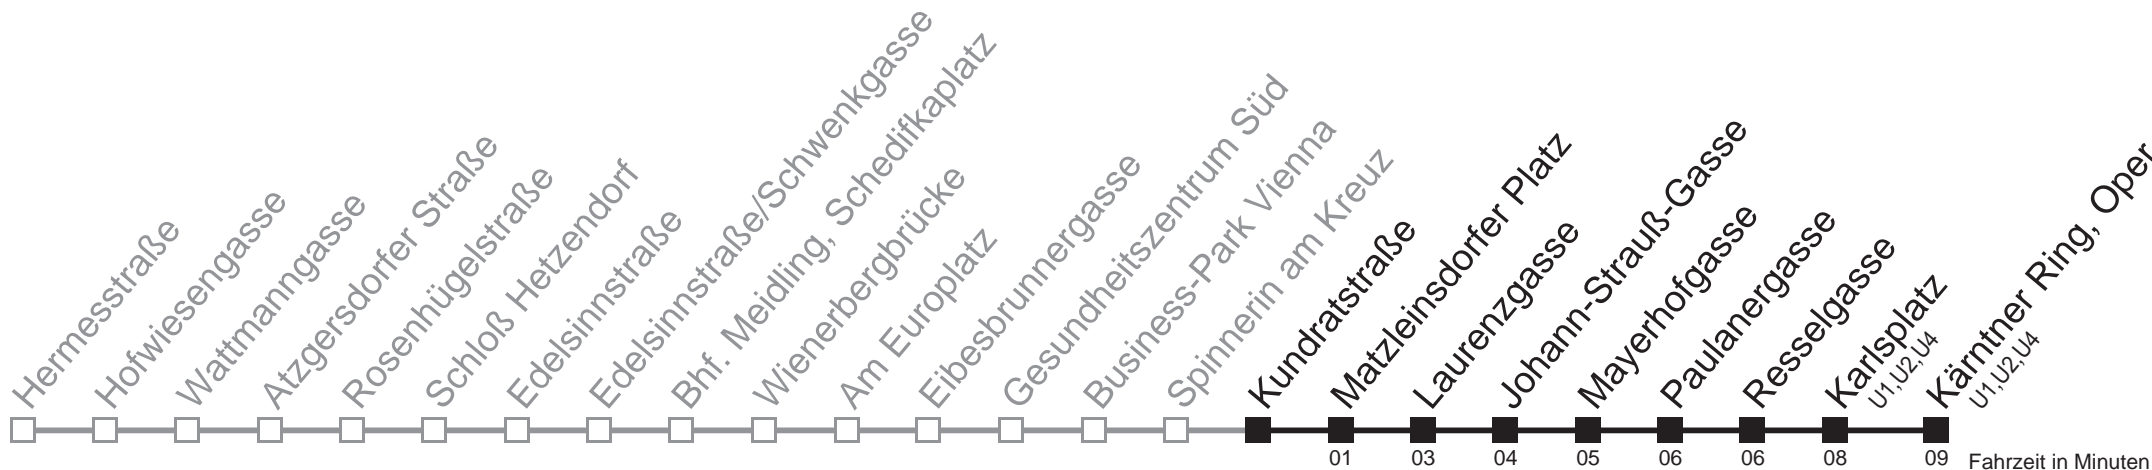 Hermesstraße
Hofwiesengasse
Wattmanngasse
Atzgersdorfer Straße
Rosenhügelstraße
Schloß Hetzendorf
Edelsinnstraße
Edelsinnstraße/Schwenkgasse
Bhf. Meidling, Schedifkaplatz
Wienerbergbrücke
Am Europlatz
Eibesbrunnergasse
Gesundheitszentrum Süd
Business-Park Vienna
Spinnerin am Kreuz
Kundratstraße
Matzleinsdorfer Platz
Laurenzgasse
Johann-Strauß-Gasse
Mayerhofgasse
Paulanergasse
Resselgasse
Karlsplatz
U1,U2,U4
Kärntner Ring, Oper
U1,U2,U4
01 03 04 05 06 06 08 09 Fahrzeit in Minuten